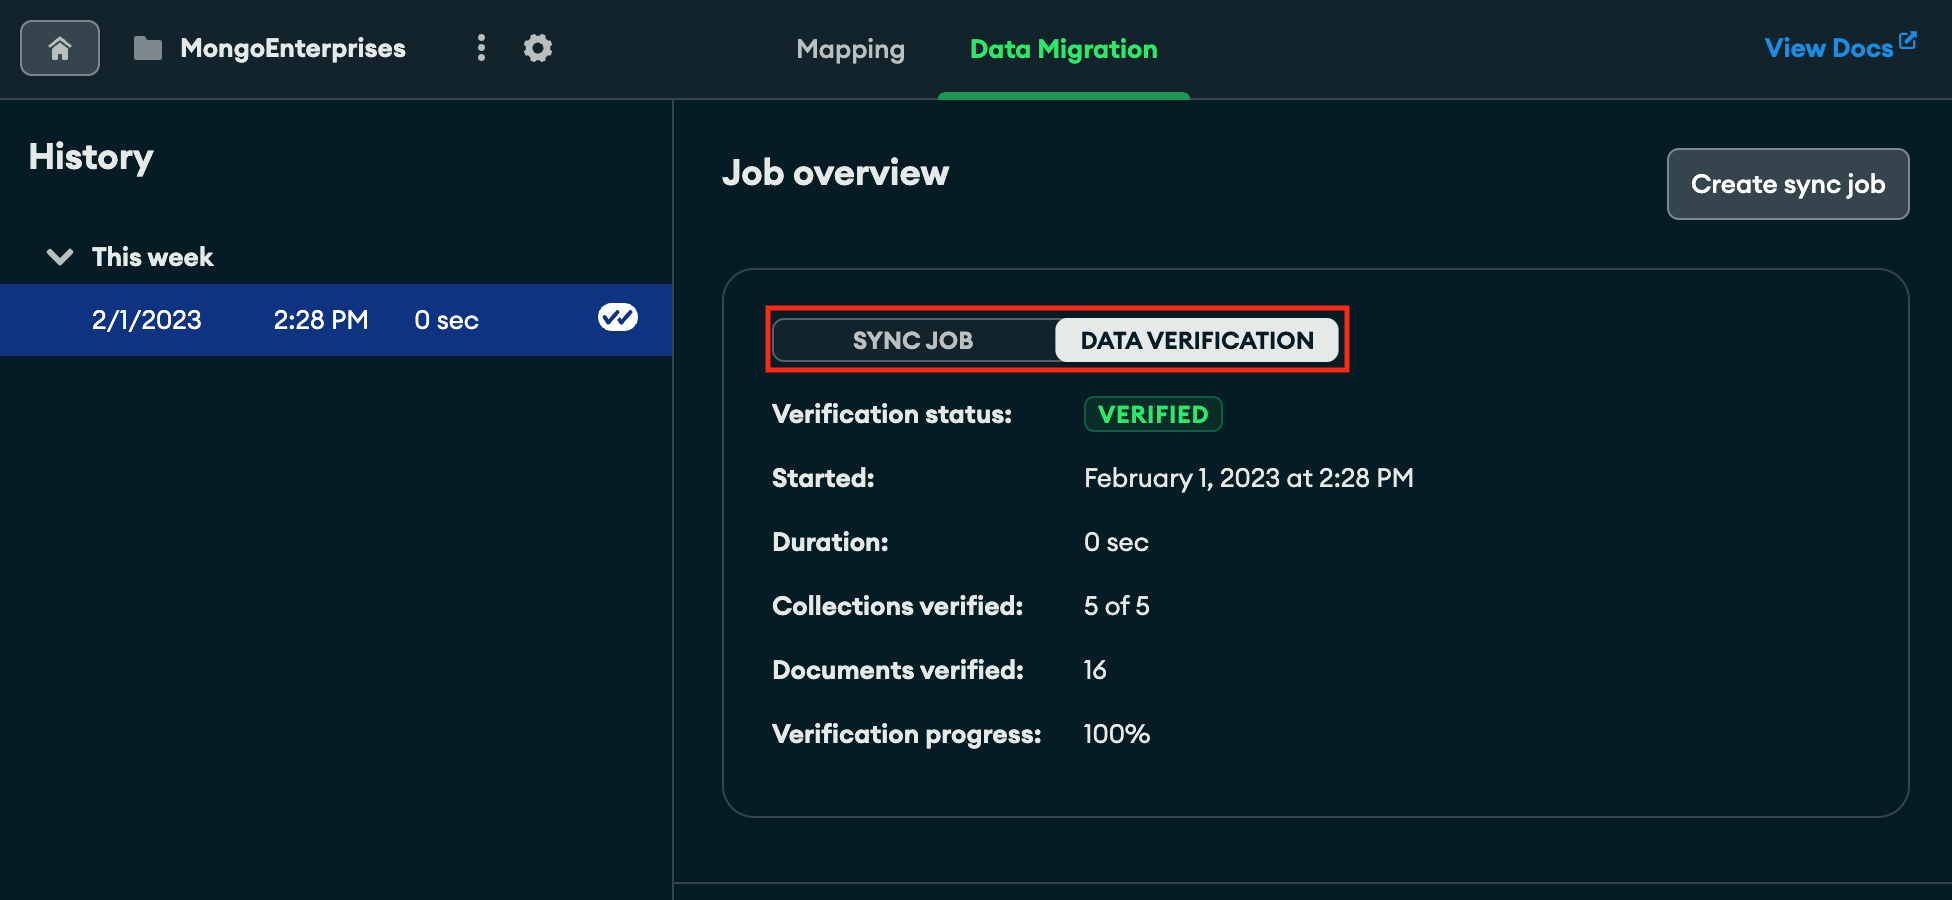 MongoEnterprises
Mapping
Data Migration
View Docs
History
This week
2/1/2023 2:28 PM 0 sec
Job overview
Create sync job
SYNC JOB
DATA VERIFICATION
Verification status: VERIFIED
Started: February 1, 2023 at 2:28 PM
Duration: 0 sec
Collections verified: 5 of 5
Documents verified: 16
Verification progress: 100%